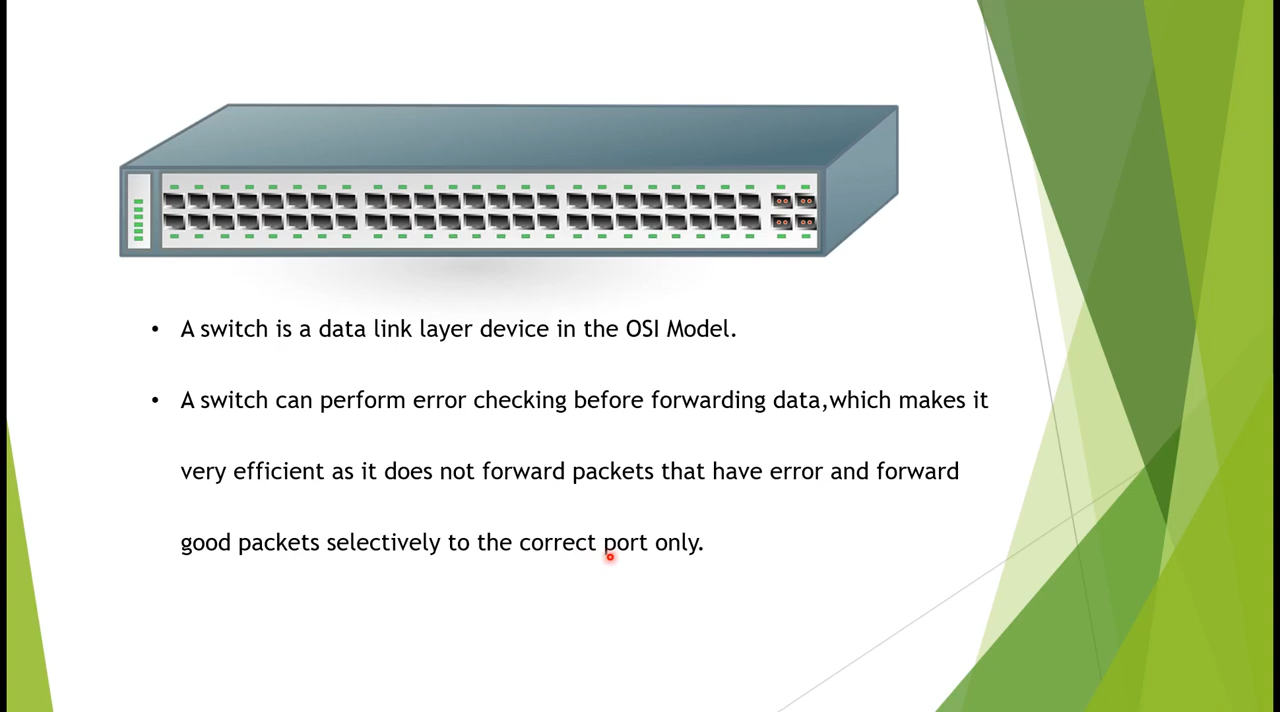 • A switch is a data link layer device in the OSI Model.
• A switch can perform error checking before forwarding data,which makes it
very efficient as it does not forward packets that have error and forward
good packets selectively to the correct port only.